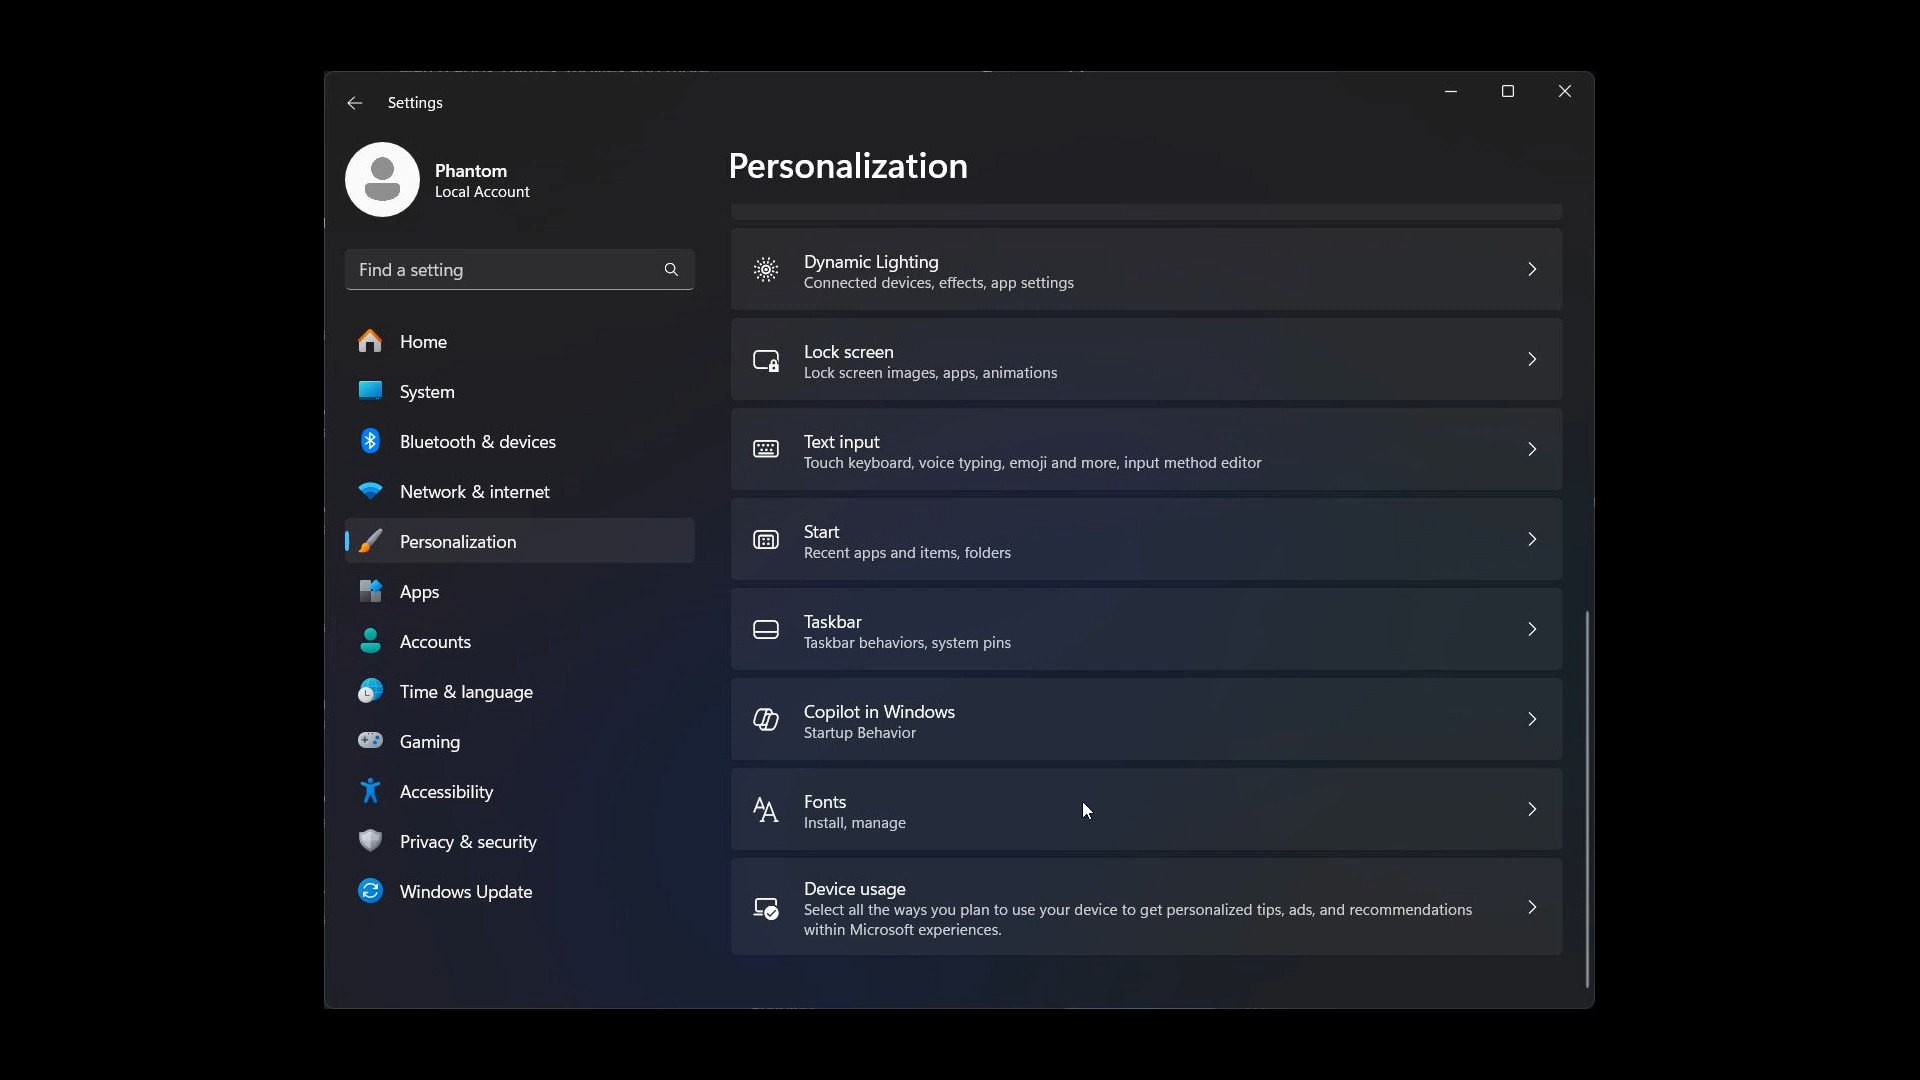 Settings
Phantom
Local Account
Find a setting
Home
System
Bluetooth & devices
Network & internet
Personalization
Apps
Accounts
Time & language
Gaming
Accessibility
Privacy & security
Windows Update
Personalization
Dynamic Lighting
Connected devices, effects, app settings
Lock screen
Lock screen images, apps, animations
Text input
Touch keyboard, voice typing, emoji and more, input method editor
Start
Recent apps and items, folders
Taskbar
Taskbar behaviors, system pins
Copilot in Windows
Startup Behavior
Fonts
Install, manage
Device usage
Select all the ways you plan to use your device to get personalized tips, ads, and recommendations
within Microsoft experiences.